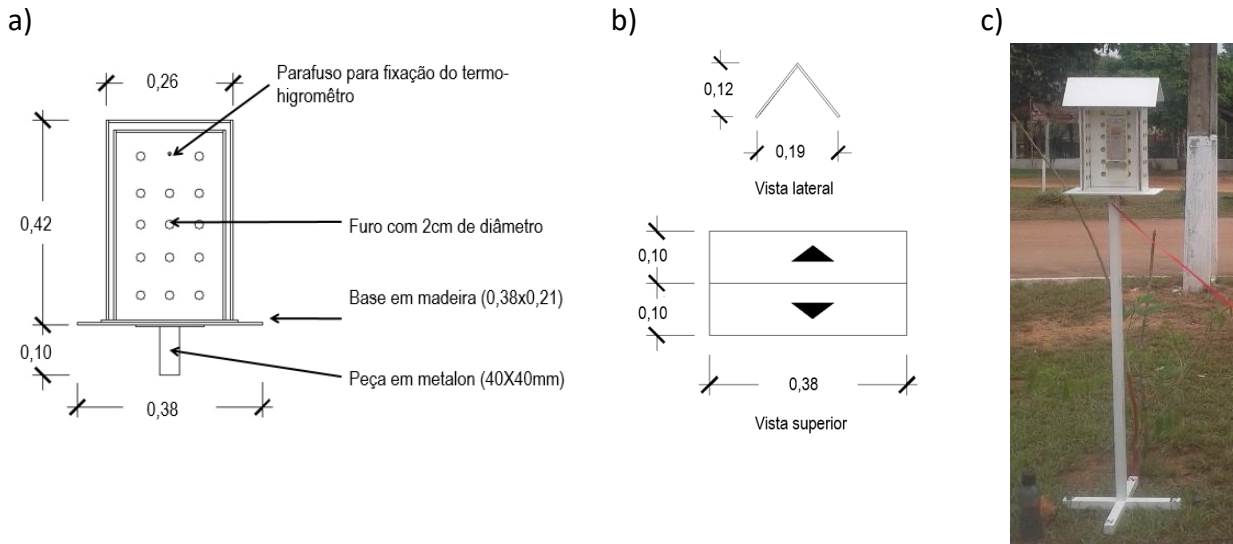 a)
0,26
Parafuso para fixação do termo-
higromêtro
0,42
Furo com 2cm de diâmetro
Base em madeira (0,38x0,21)
0,10
Peça em metalon (40X40mm)
0,38
b)
0,12
0,19
Vista lateral
0,10
0,10
0,38
Vista superior
c)